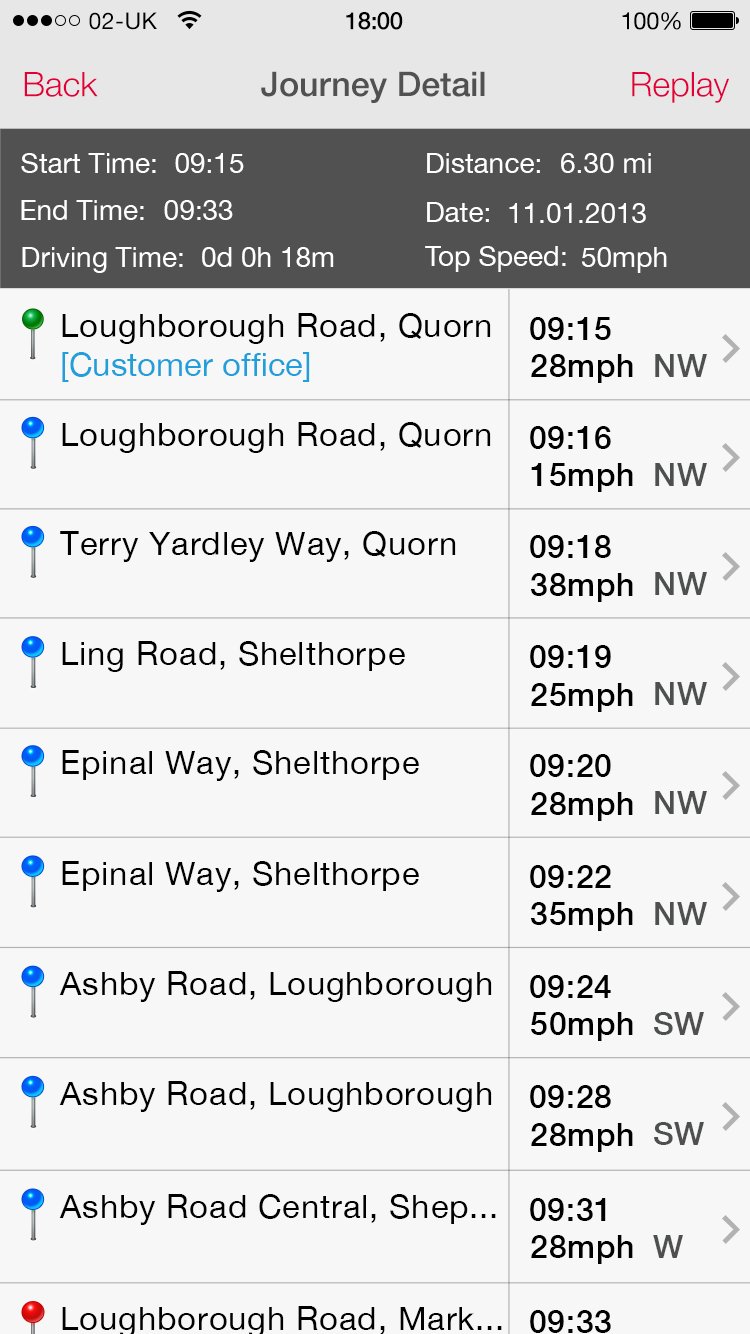 02-UK 18:00 100%
Back Journey Detail Replay
Start Time: 09:15 Distance: 6.30 mi
End Time: 09:33 Date: 11.01.2013
Driving Time: 0d 0h 18m Top Speed: 50mph
Loughborough Road, Quorn 09:15
[Customer office] 28mph NW
Loughborough Road, Quorn 09:16
15mph NW
Terry Yardley Way, Quorn 09:18
38mph NW
Ling Road, Shelthorpe 09:19
25mph NW
Epinal Way, Shelthorpe 09:20
28mph NW
Epinal Way, Shelthorpe 09:22
35mph NW
Ashby Road, Loughborough 09:24
50mph SW
Ashby Road, Loughborough 09:28
28mph SW
Ashby Road Central, Shep... 09:31
28mph W
Loughborough Road, Mark... 09:33